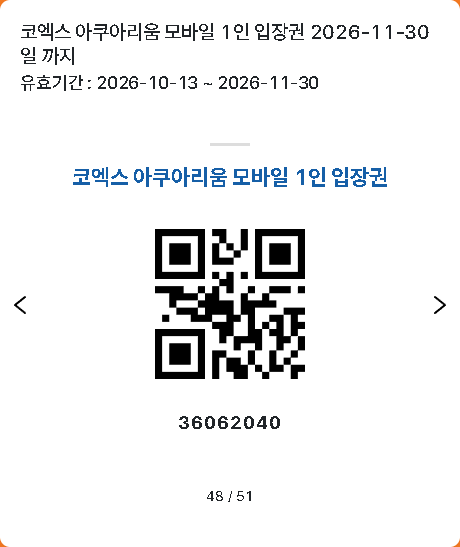 코엑스 아쿠아리움 모바일 1인 입장권 2026-11-30
일 까지
유효기간 : 2026-10-13 ~ 2026-11-30
코엑스 아쿠아리움 모바일 1인 입장권
36062040
48 / 51